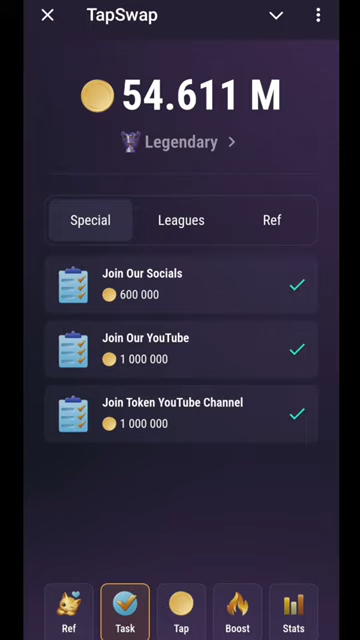 TapSwap
54.611 M
Legendary
Special
Leagues
Ref
Join Our Socials
600 000
Join Our YouTube
1 000 000
Join Token YouTube Channel
1 000 000
Ref
Task
Tap
Boost
Stats